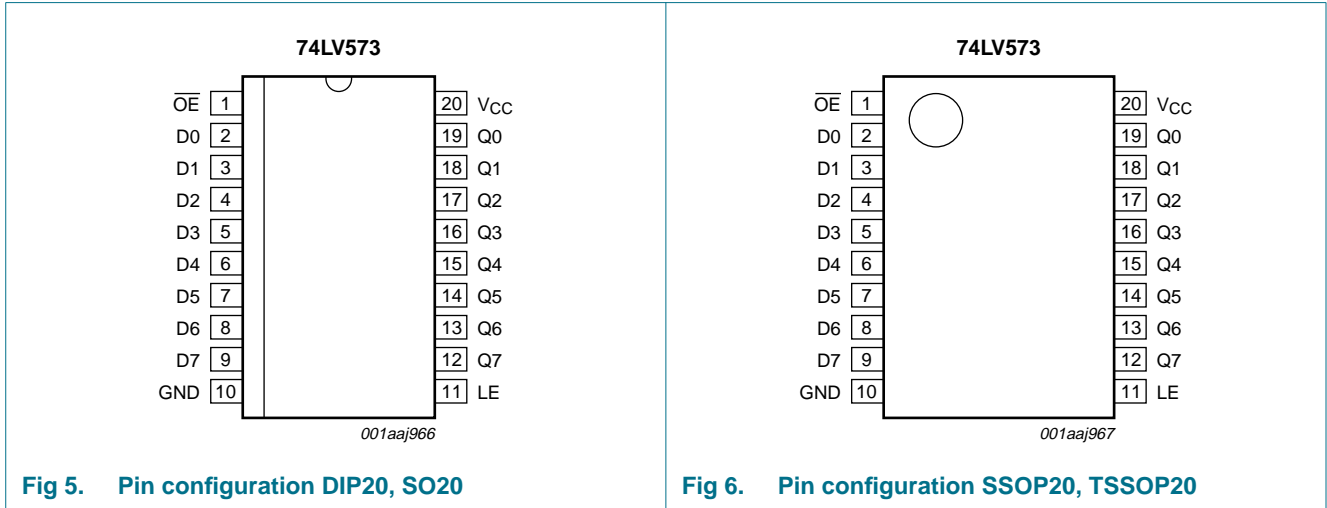 74LV573
OE 1 20 VCC
D0 2 19 Q0
D1 3 18 Q1
D2 4 17 Q2
D3 5 16 Q3
D4 6 15 Q4
D5 7 14 Q5
D6 8 13 Q6
D7 9 12 Q7
GND 10 11 LE
001aaj966
Fig 5. Pin configuration DIP20, SO20
74LV573
OE 1 20 VCC
D0 2 19 Q0
D1 3 18 Q1
D2 4 17 Q2
D3 5 16 Q3
D4 6 15 Q4
D5 7 14 Q5
D6 8 13 Q6
D7 9 12 Q7
GND 10 11 LE
001aaj967
Fig 6. Pin configuration SSOP20, TSSOP20